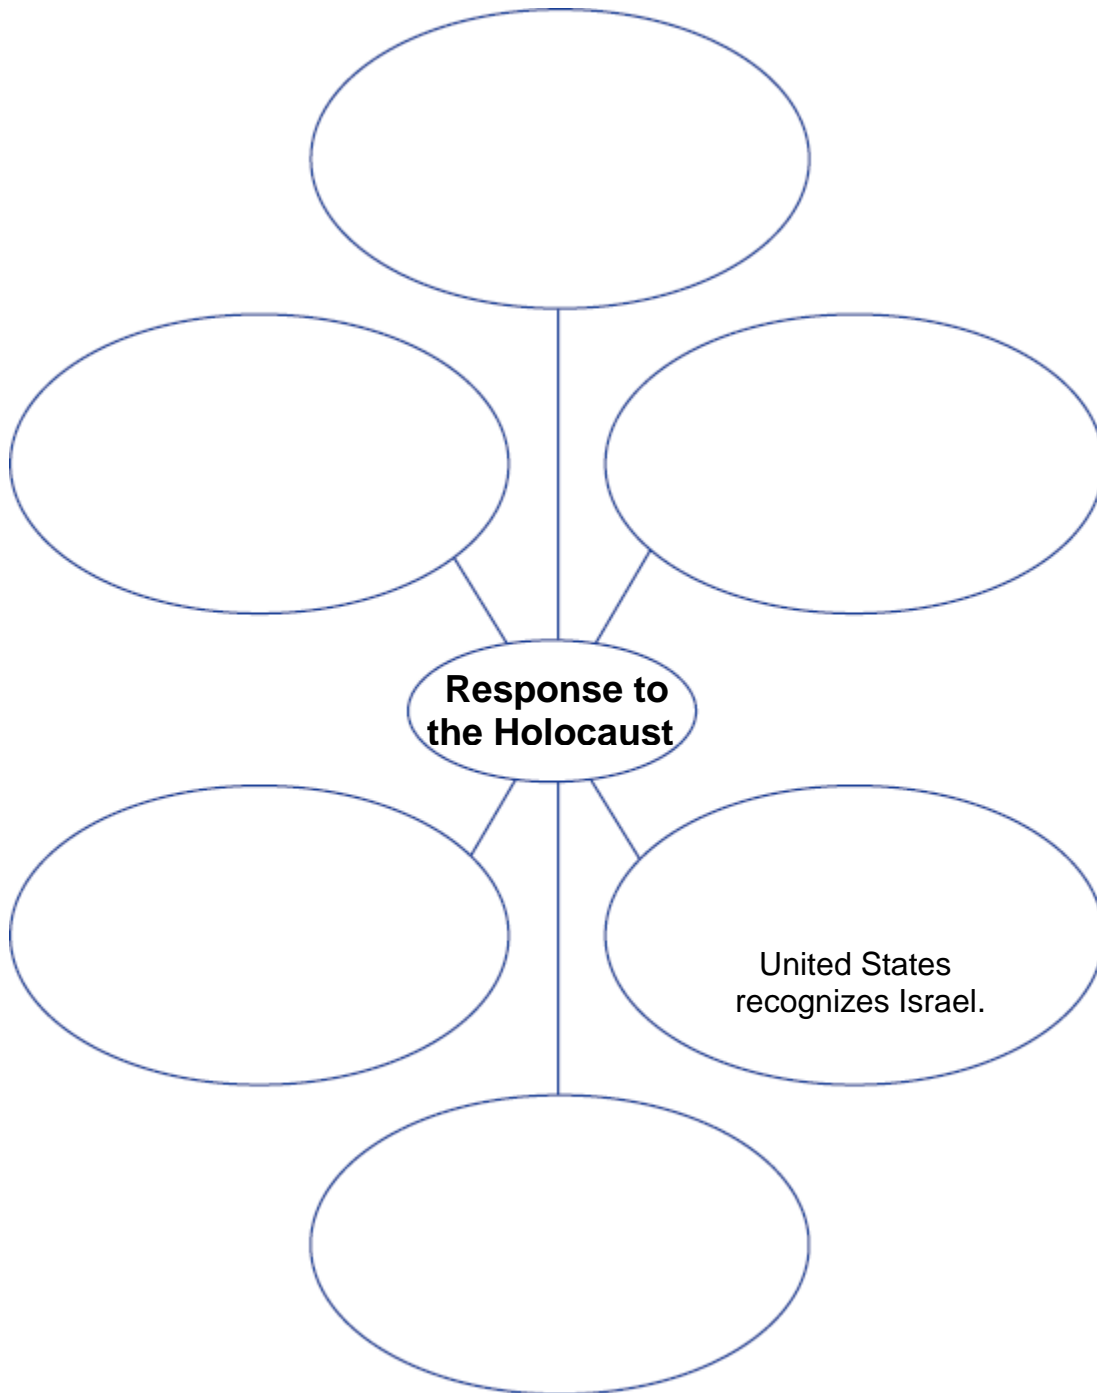 Response to
the Holocaust
United States
recognizes Israel.